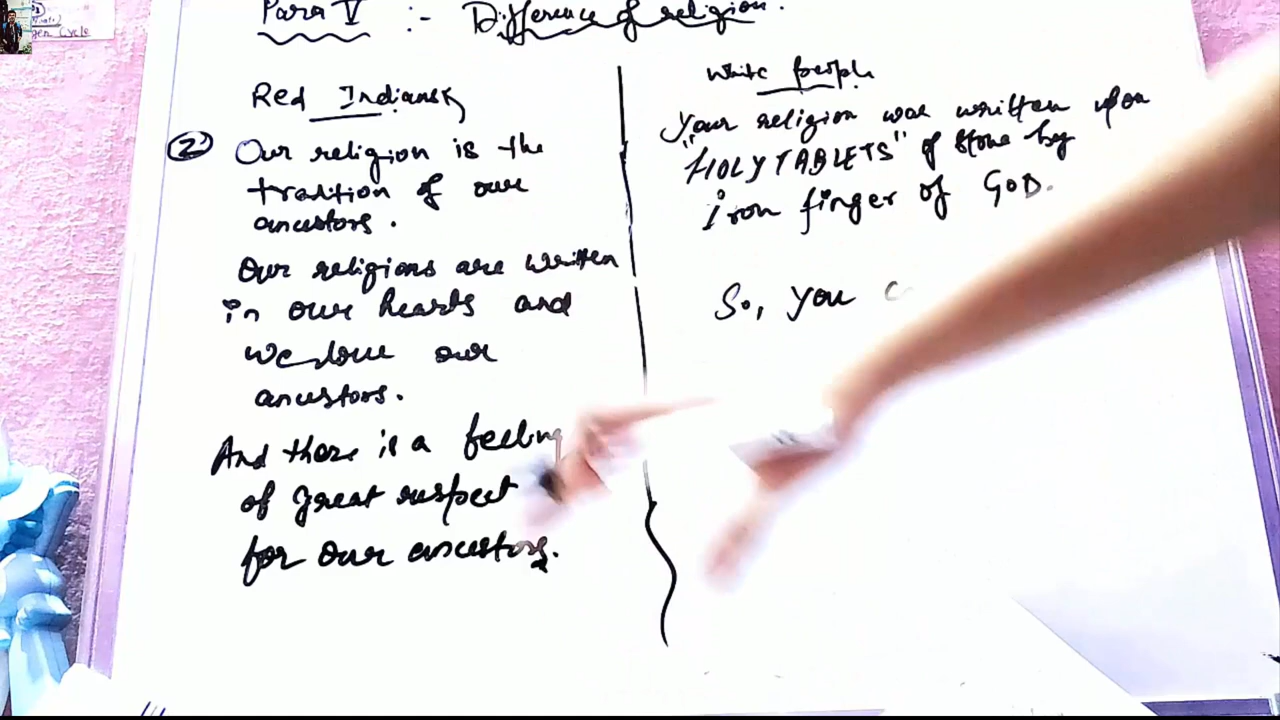 Para V :- Difference of religion.
Red Indians
② Our religion is the
tradition of our
ancestors.
Our religions are written
in our hearts and
we love our
ancestors.
And there is a feeling
of great respect
for our ancestors.
White people
Your religion was written upon
"HOLY TABLETS" of stone by
iron finger of GOD.
So, you
Cycle